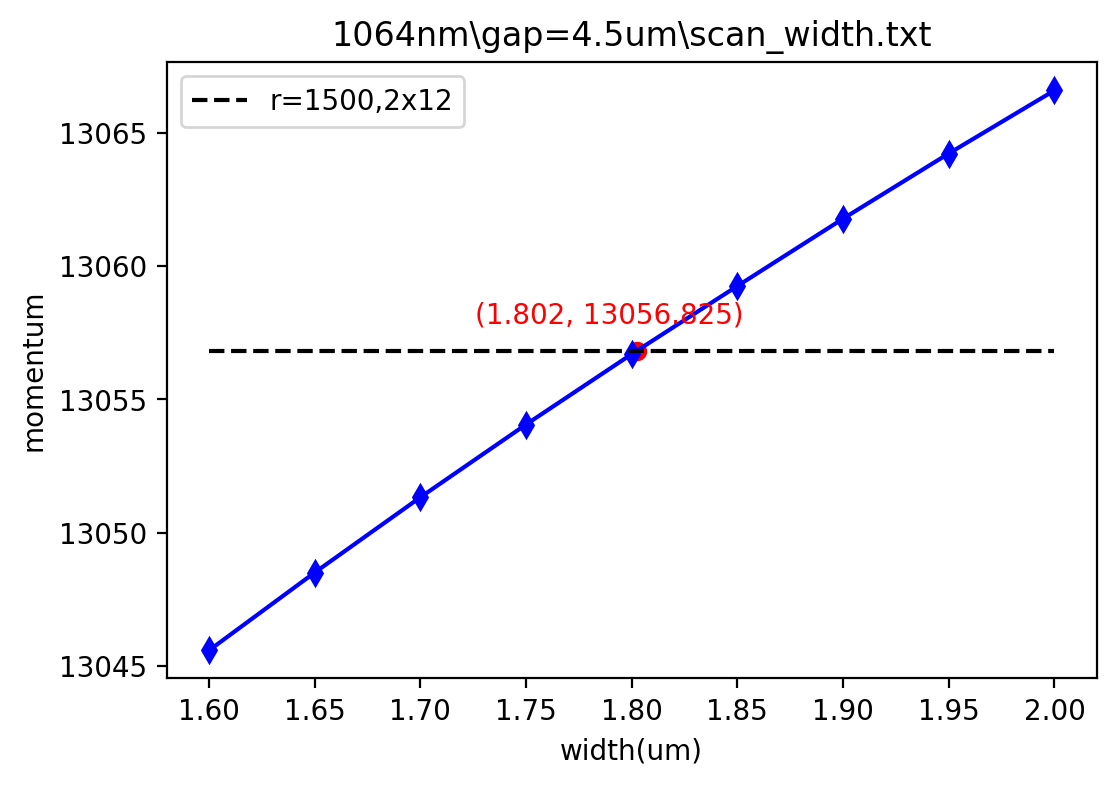 1064nm\gap=4.5um\scan_width.txt
r=1500,2x12
13065
13060
(1.802, 13056.825)
13055
13050
13045
momentum
1.60 1.65 1.70 1.75 1.80 1.85 1.90 1.95 2.00
width(um)